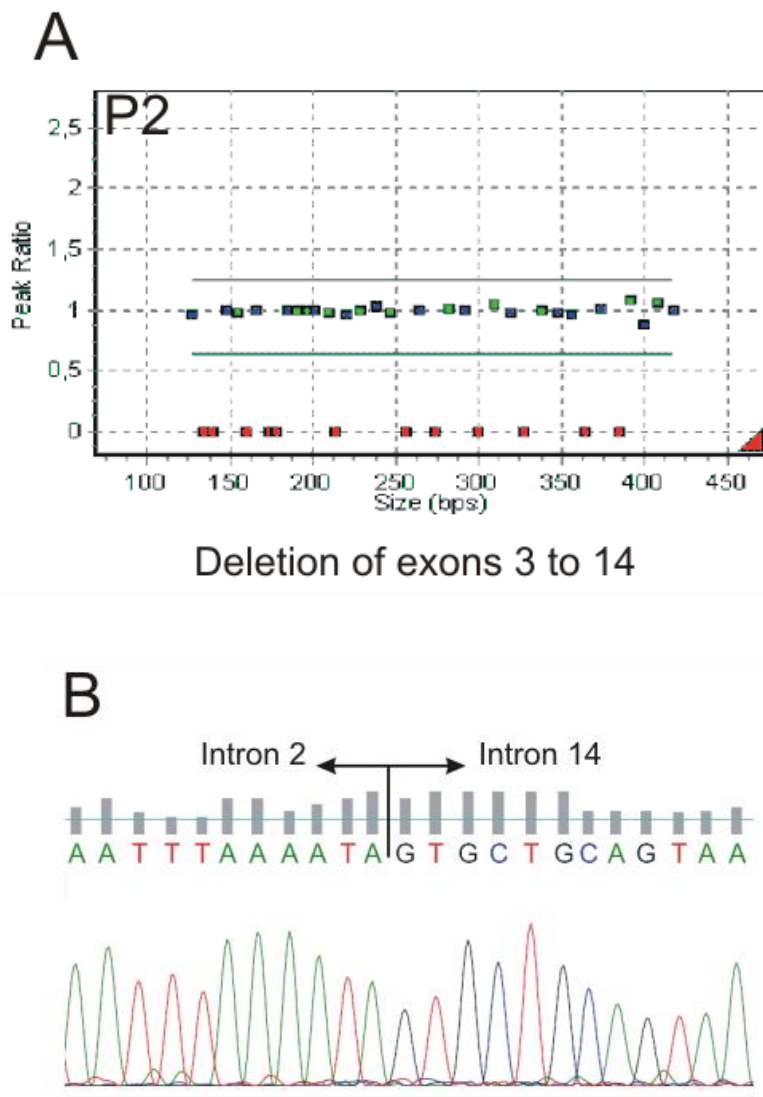 A
P2
2,5
2
1,5
1
0,5
0
Peak Ratio
100 150 200 250 300 350 400 450
Size (bps)
Deletion of exons 3 to 14
B
Intron 2 Intron 14
A A T T T A A A A T A G T G C T G C A G T A A